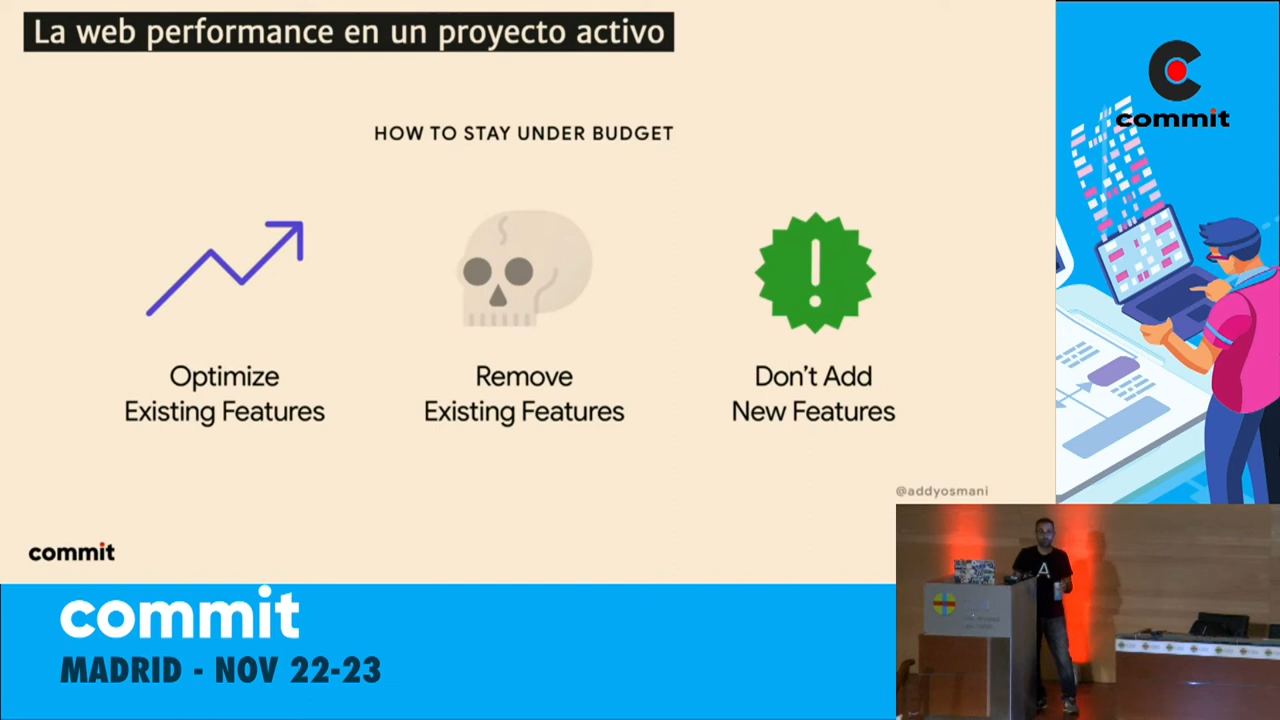 La web performance en un proyecto activo
HOW TO STAY UNDER BUDGET
Optimize
Existing Features
Remove
Existing Features
Don't Add
New Features
@addyosmani
commit
commit
commit
MADRID - NOV 22-23
A